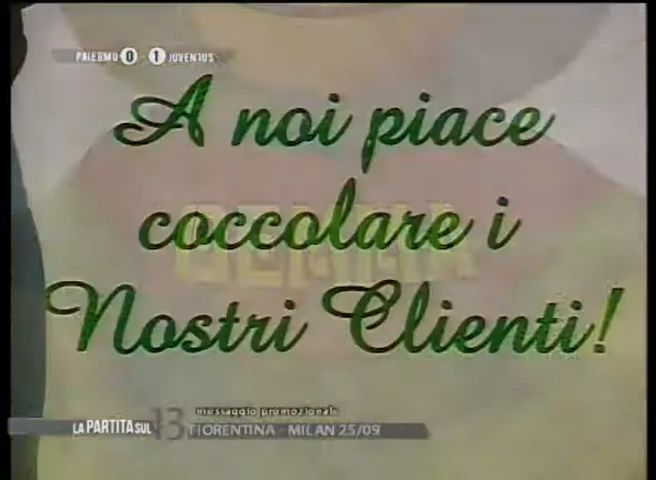 PALERMO 0 - 1 JUVENTUS
A noi piace
coccolare i
Nostri Clienti!
messaggio promozionale
LA PARTITA SUL 13 FIORENTINA - MILAN 25/09